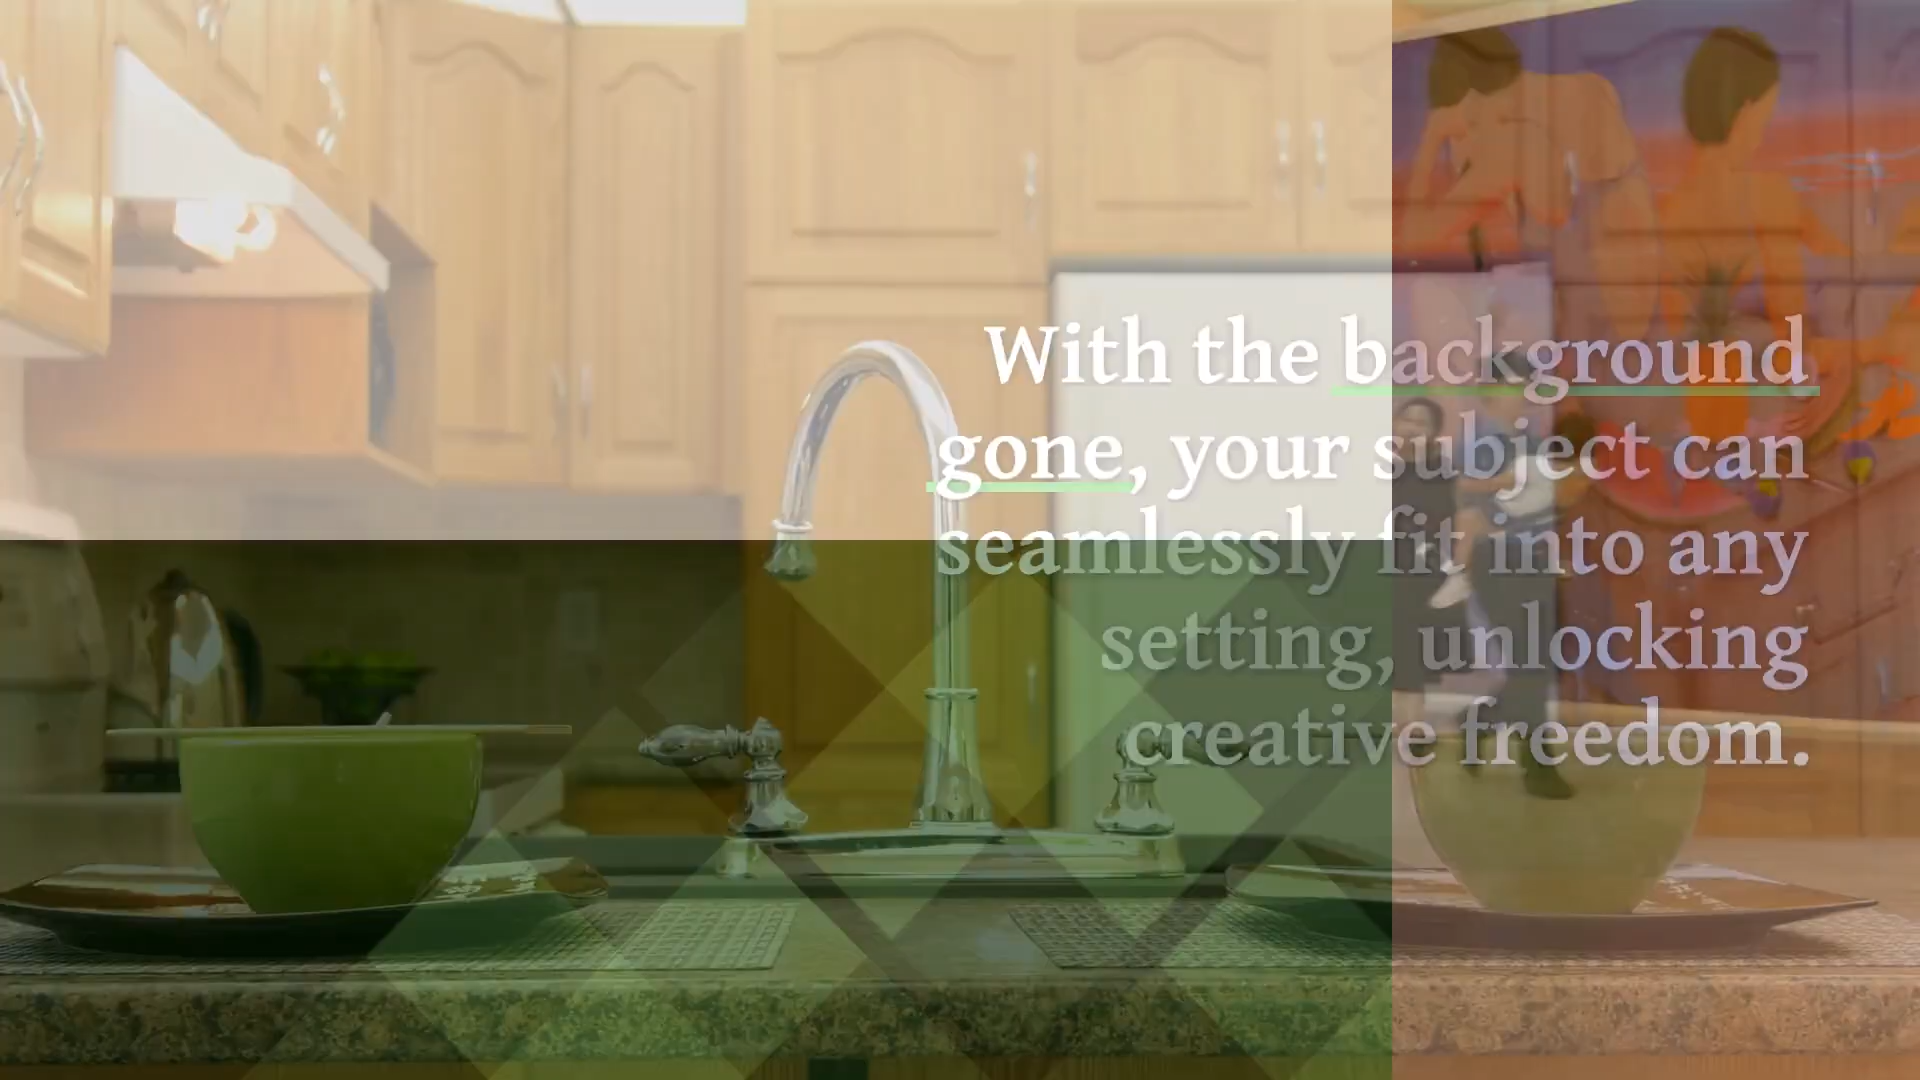 With the background
gone, your subject can
seamlessly fit into any
setting, unlocking
creative freedom.